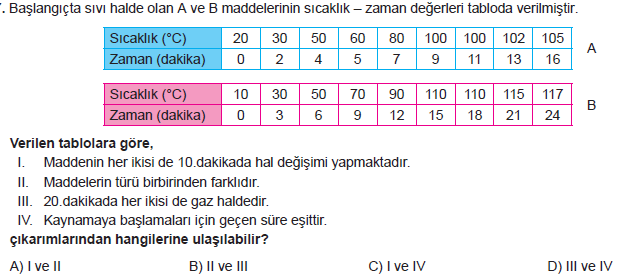 7. Başlangıçta sıvı halde olan A ve B maddelerinin sıcaklık – zaman değerleri tabloda verilmiştir.
Sıcaklık (°C) 20 30 50 60 80 100 100 102 105
Zaman (dakika) 0 2 4 5 7 9 11 13 16
A
Sıcaklık (°C) 10 30 50 70 90 110 110 115 117
Zaman (dakika) 0 3 6 9 12 15 18 21 24
B
Verilen tablolara göre,
I. Maddenin her ikisi de 10.dakikada hal değişimi yapmaktadır.
II. Maddelerin türü birbirinden farklıdır.
III. 20.dakikada her ikisi de gaz haldedir.
IV. Kaynamaya başlamaları için geçen süre eşittir.
çıkarımlarından hangilerine ulaşılabilir?
A) I ve II B) II ve III C) I ve IV D) III ve IV